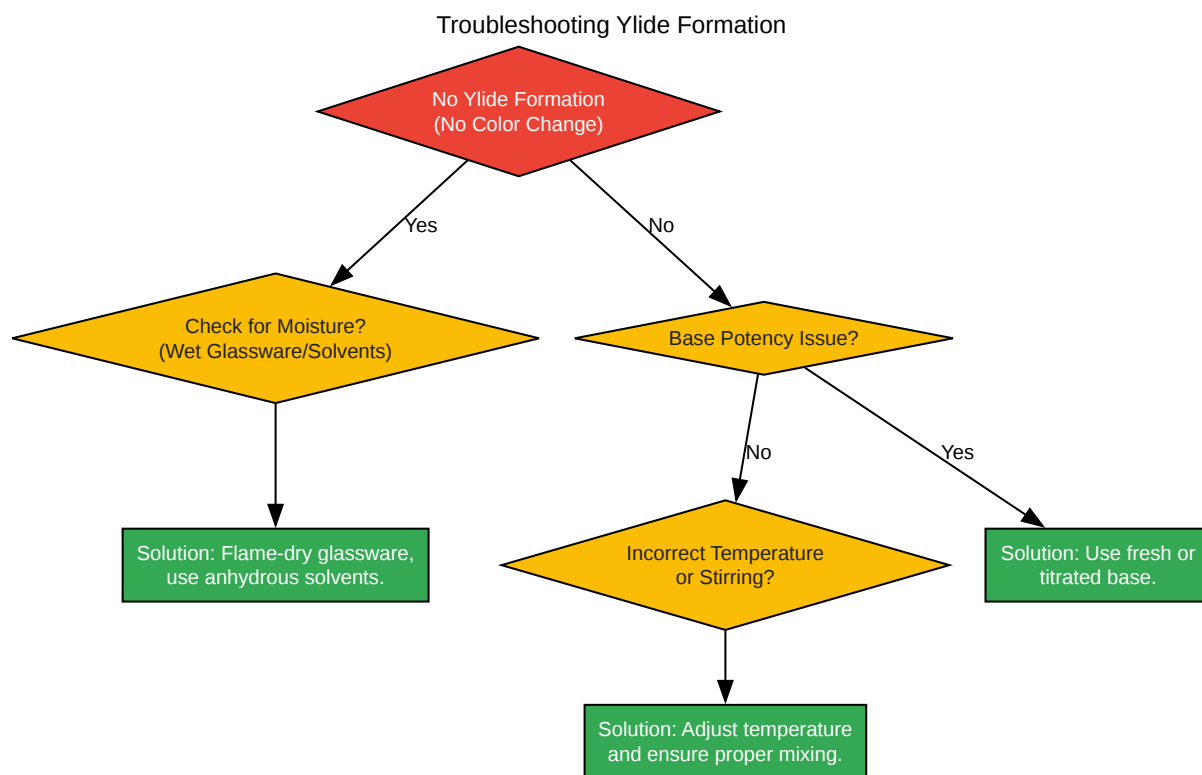 Troubleshooting Ylide Formation
No Ylide Formation
(No Color Change)
Yes
No
Check for Moisture?
(Wet Glassware/Solvents)
Base Potency Issue?
No
Yes
Solution: Flame-dry glassware,
use anhydrous solvents.
Incorrect Temperature
or Stirring?
Solution: Use fresh or
titrated base.
Solution: Adjust temperature
and ensure proper mixing.